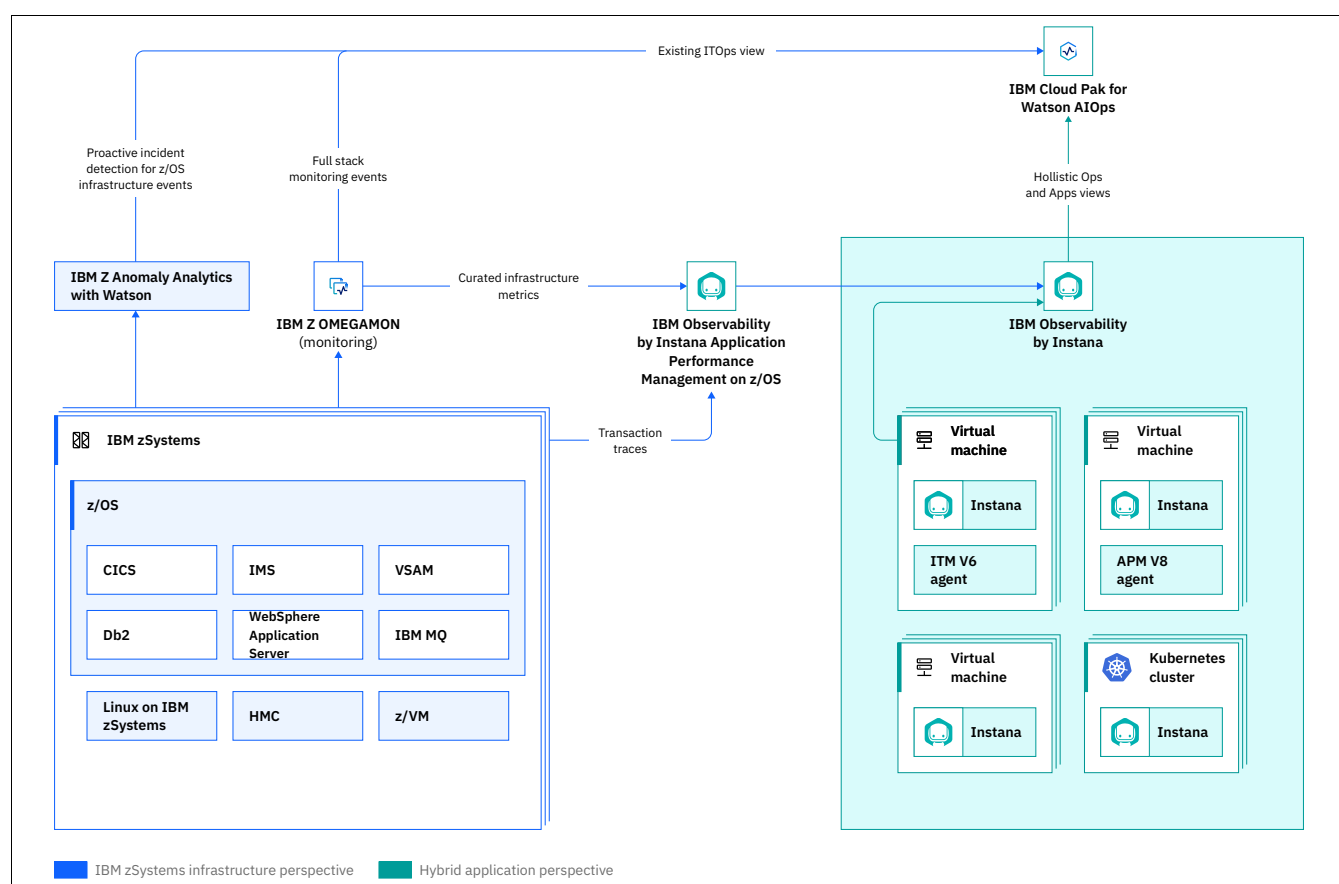 Existing ITOps view
IBM Cloud Pak for
Watson AIOps
Proactive incident
detection for z/OS
infrastructure events
Full stack
monitoring events
Hollistic Ops
and Apps views
IBM Z Anomaly Analytics
with Watson
IBM Z OMEGAMON
(monitoring)
Curated infrastructure
metrics
IBM Observability
by Instana Application
Performance
Management on z/OS
IBM Observability
by Instana
IBM zSystems
Transaction
traces
z/OS
CICS
IMS
VSAM
Db2
WebSphere
Application
Server
IBM MQ
Linux on IBM
zSystems
HMC
z/VM
Virtual
machine
Instana
ITM V6
agent
Virtual
machine
Instana
APM V8
agent
Virtual
machine
Instana
Kubernetes
cluster
Instana
IBM zSystems infrastructure perspective
Hybrid application perspective